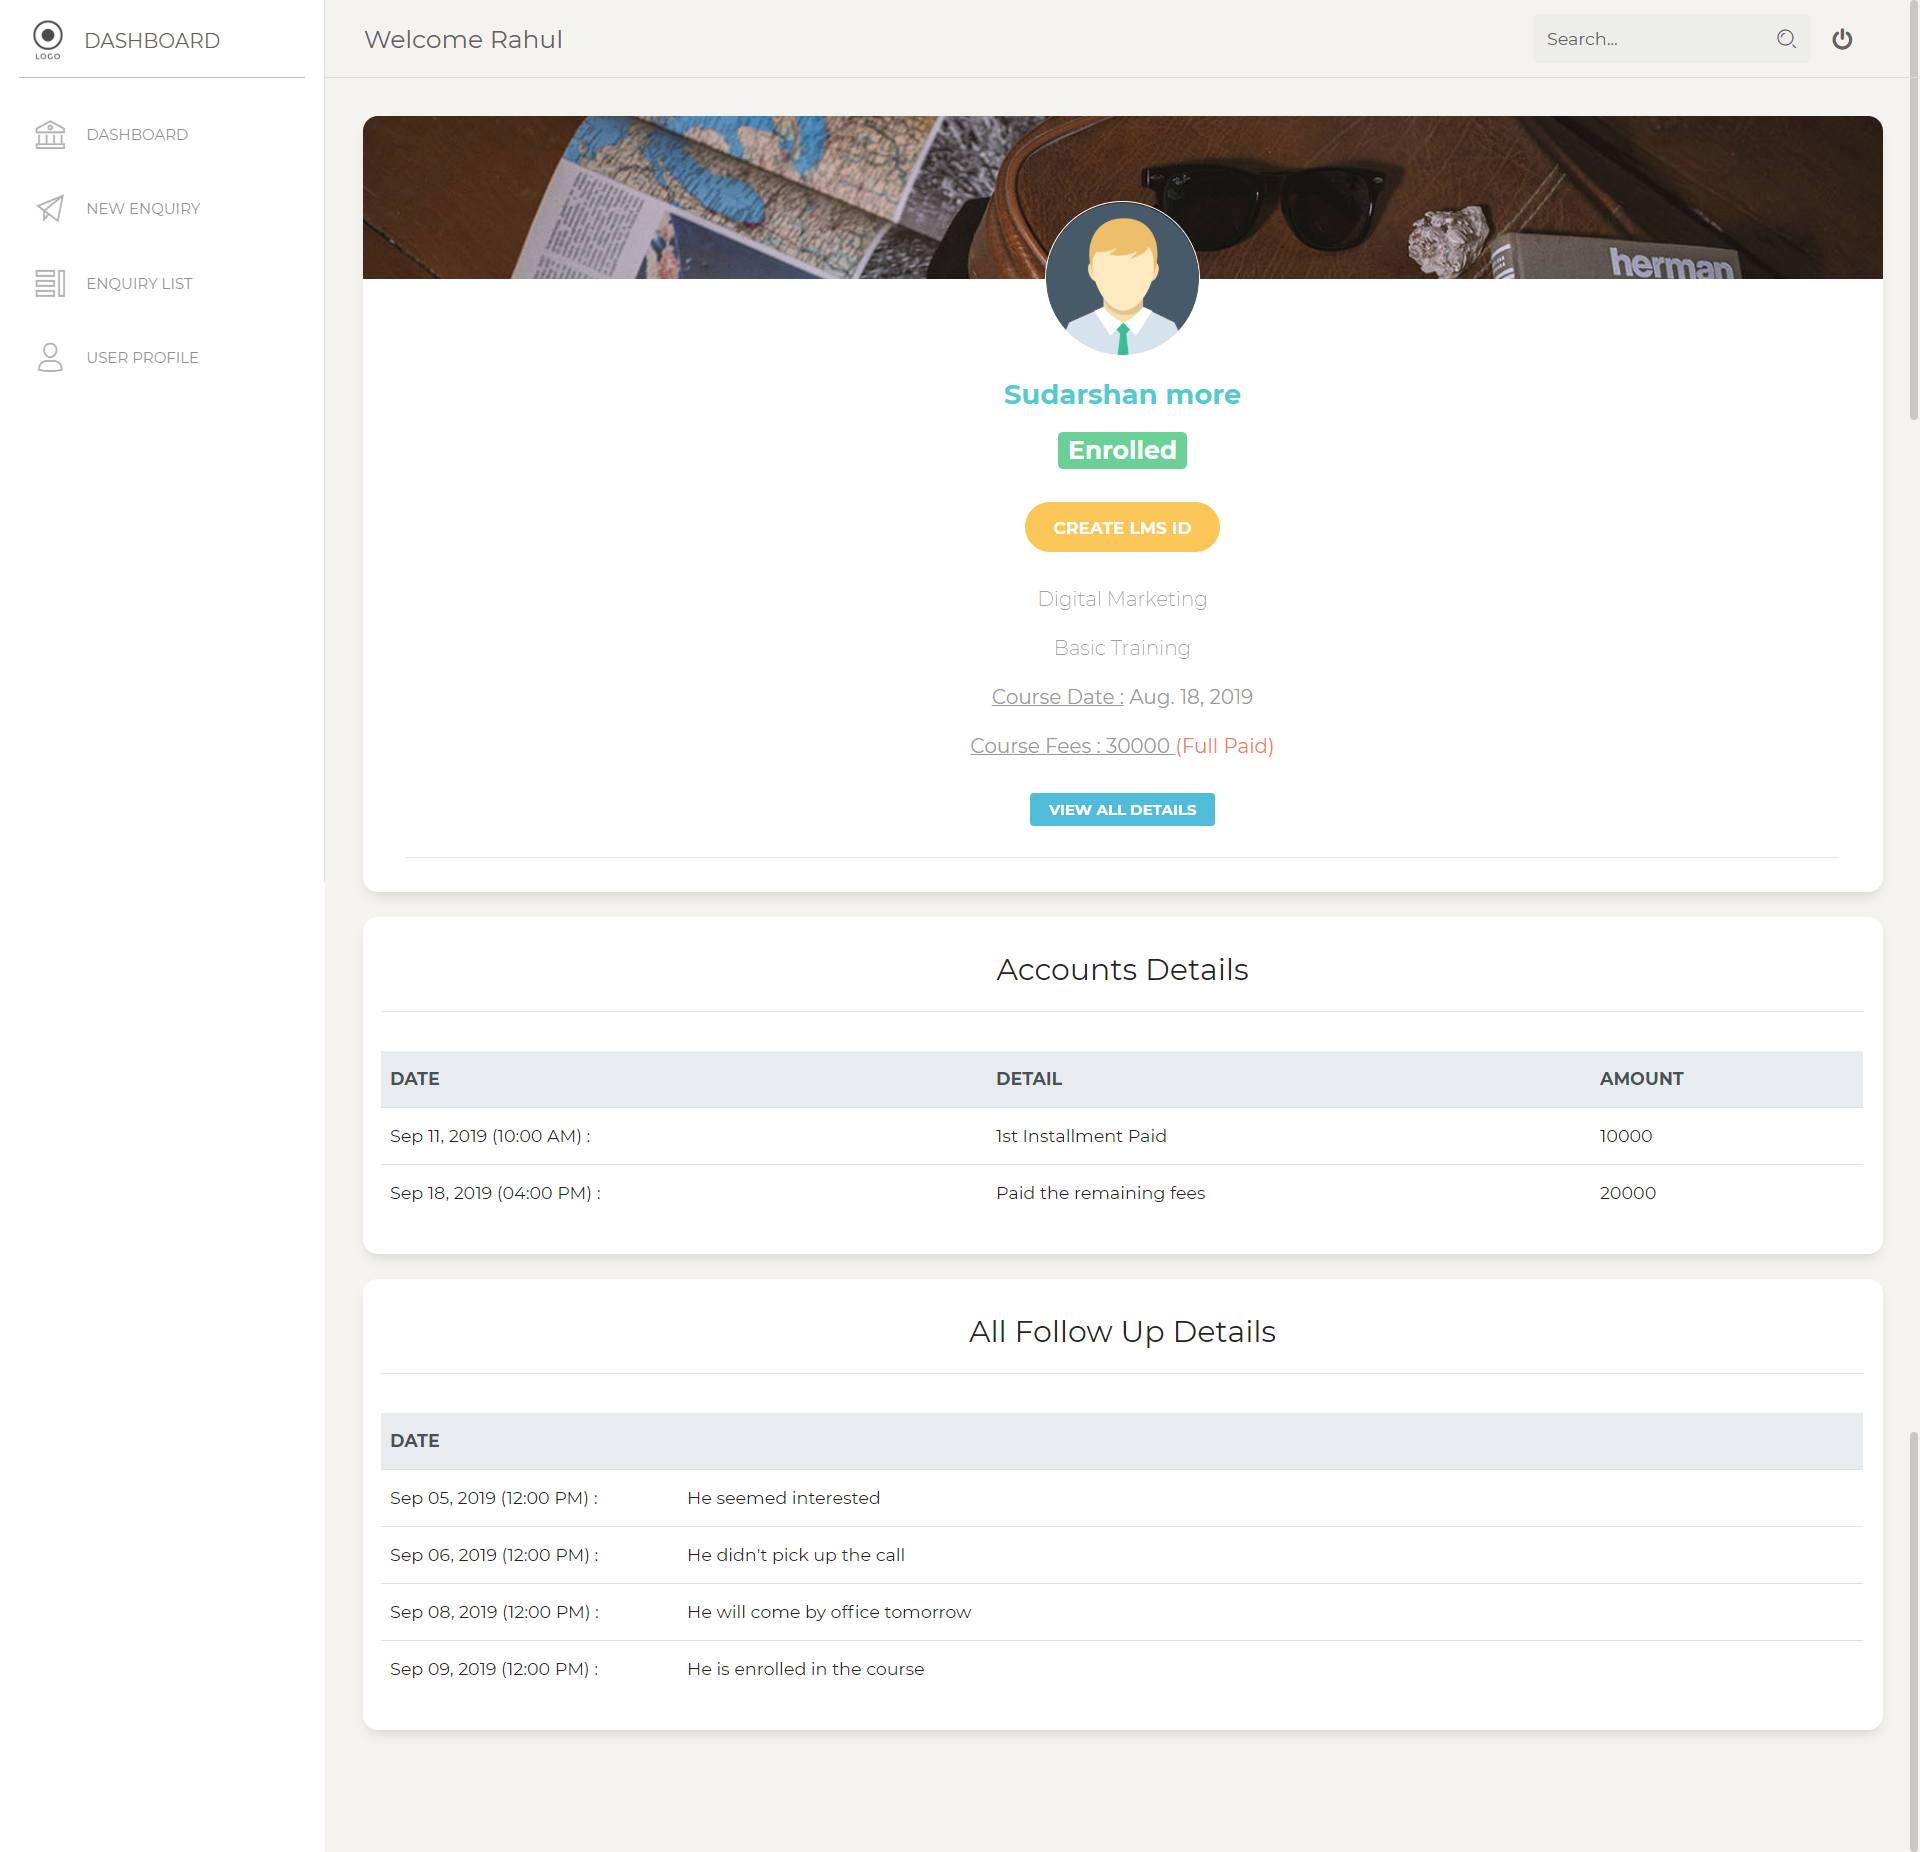 LOGO
DASHBOARD
Welcome Rahul
Search...
DASHBOARD
NEW ENQUIRY
ENQUIRY LIST
USER PROFILE
herman
Sudarshan more
Enrolled
CREATE LMS ID
Digital Marketing
Basic Training
Course Date : Aug. 18, 2019
Course Fees : 30000 (Full Paid)
VIEW ALL DETAILS
Accounts Details
DATE DETAIL AMOUNT
Sep 11, 2019 (10:00 AM) : 1st Installment Paid 10000
Sep 18, 2019 (04:00 PM) : Paid the remaining fees 20000
All Follow Up Details
DATE
Sep 05, 2019 (12:00 PM) : He seemed interested
Sep 06, 2019 (12:00 PM) : He didn't pick up the call
Sep 08, 2019 (12:00 PM) : He will come by office tomorrow
Sep 09, 2019 (12:00 PM) : He is enrolled in the course